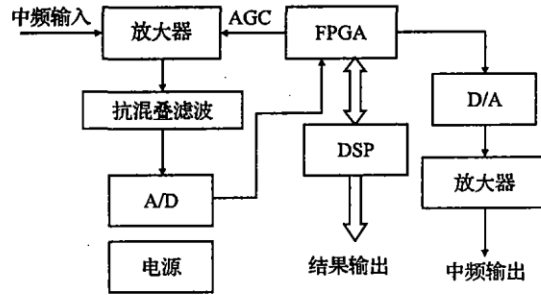 中频输入
放大器
AGC
FPGA
抗混叠滤波
D/A
DSP
A/D
放大器
电源
结果输出
中频输出